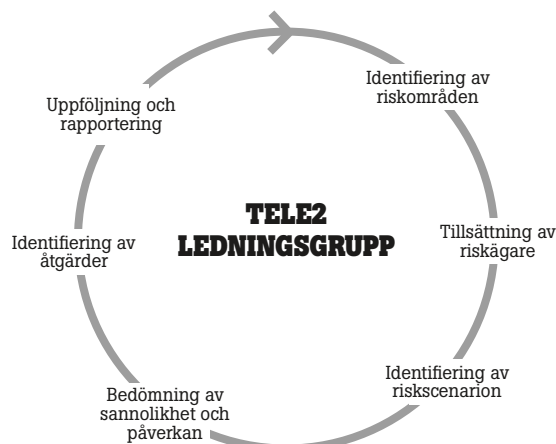 Identifiering av
riskområden
Tillsättning av
riskägare
Identifiering av
riskscenarion
Bedömning av
sannolikhet och
påverkan
Identifiering av
åtgärder
Uppföljning och
rapportering
TELE2
LEDNINGSGRUPP